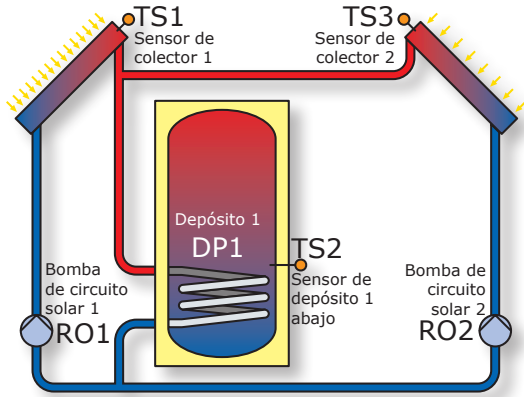 TS1
Sensor de
colector 1
TS3
Sensor de
colector 2
Depósito 1
DP1
TS2
Sensor de
depósito 1
abajo
Bomba
de circuito
solar 1
RO1
Bomba de
circuito
solar 2
RO2